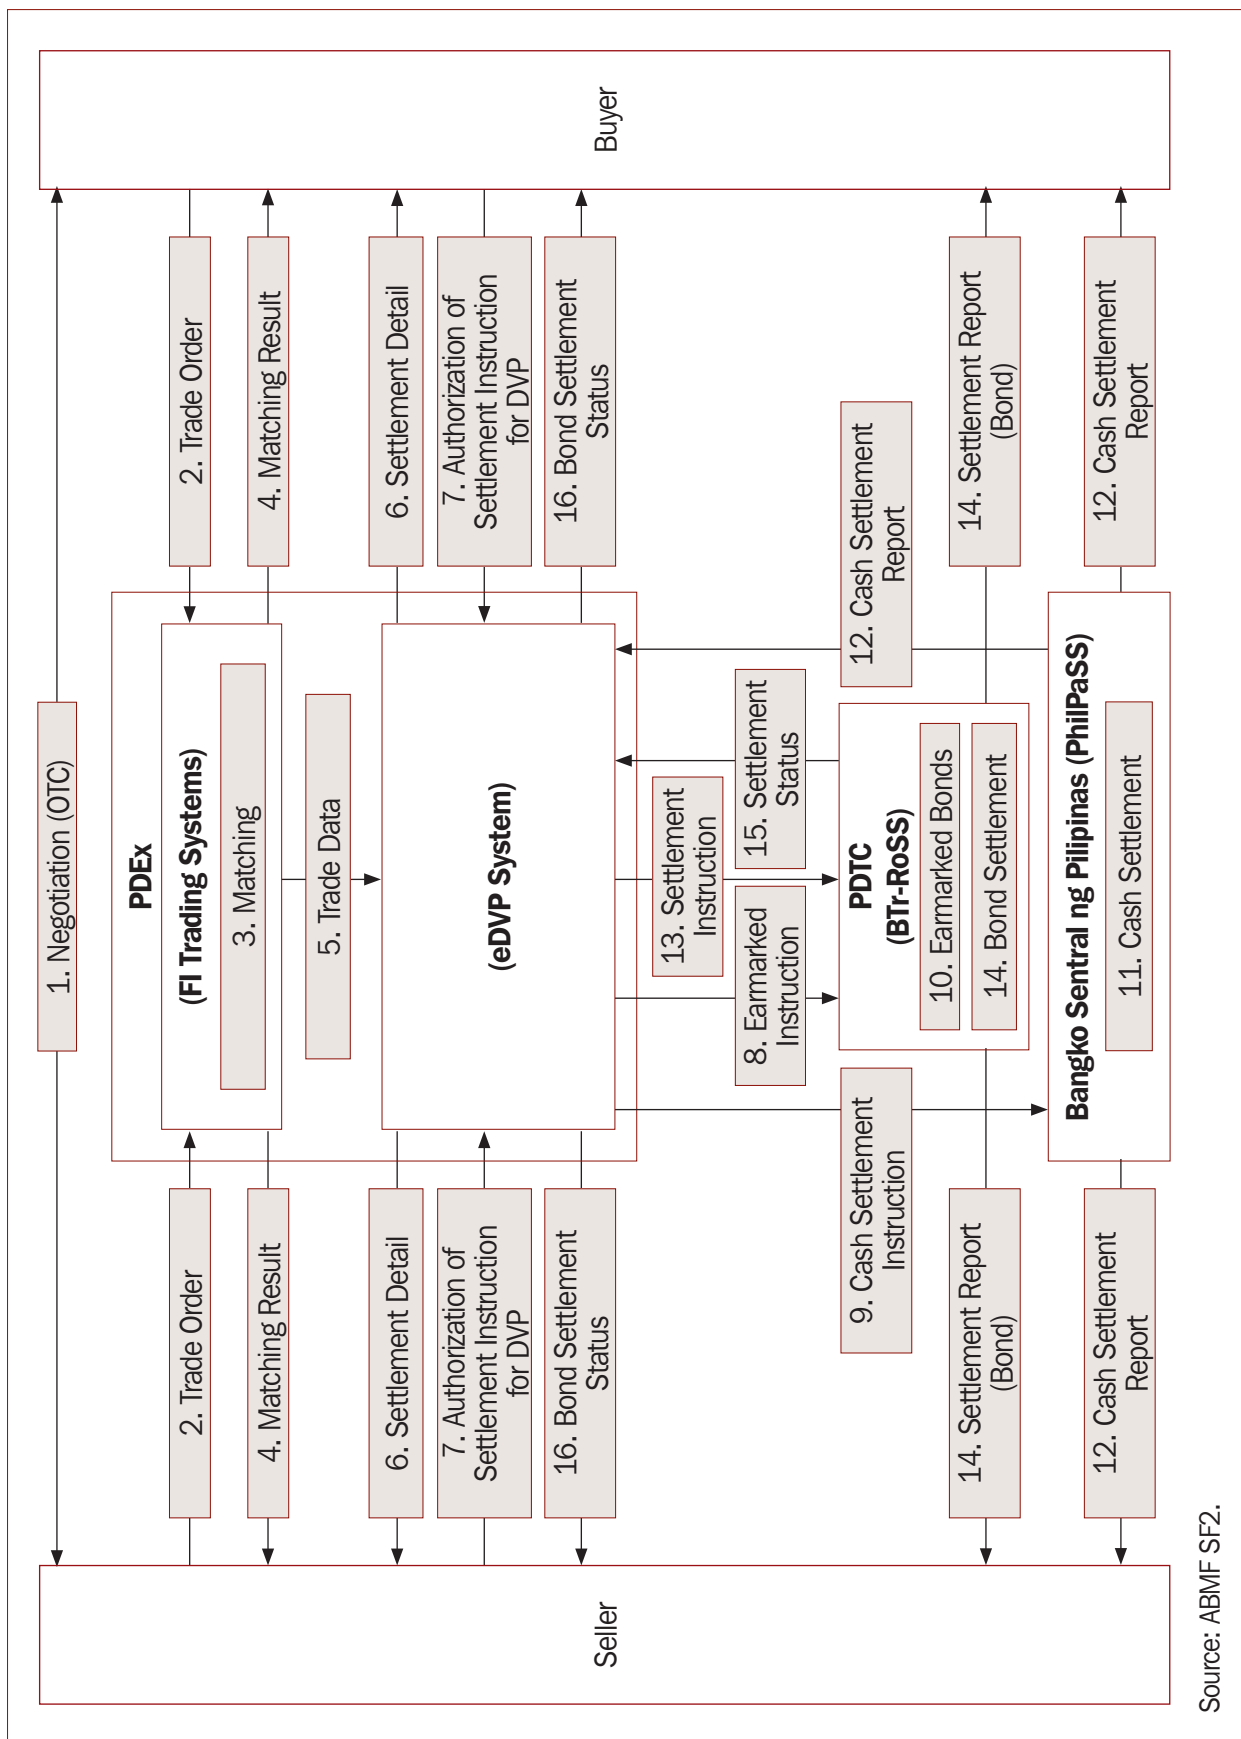 1. Negotiation (OTC)
Seller
Buyer
PDEx
(FI Trading Systems)
3. Matching
2. Trade Order
2. Trade Order
4. Matching Result
4. Matching Result
5. Trade Data
(eDVP System)
6. Settlement Detail
6. Settlement Detail
7. Authorization of
Settlement Instruction
for DVP
7. Authorization of
Settlement Instruction
for DVP
16. Bond Settlement
Status
16. Bond Settlement
Status
13. Settlement
Instruction
8. Earmarked
Instruction
15. Settlement
Status
9. Cash Settlement
Instruction
12. Cash Settlement
Report
PDTC
(BTr-RoSS)
10. Earmarked Bonds
14. Bond Settlement
14. Settlement Report
(Bond)
14. Settlement Report
(Bond)
Bangko Sentral ng Pilipinas (PhilPaSS)
11. Cash Settlement
12. Cash Settlement
Report
12. Cash Settlement
Report
Source: ABMF SF2.